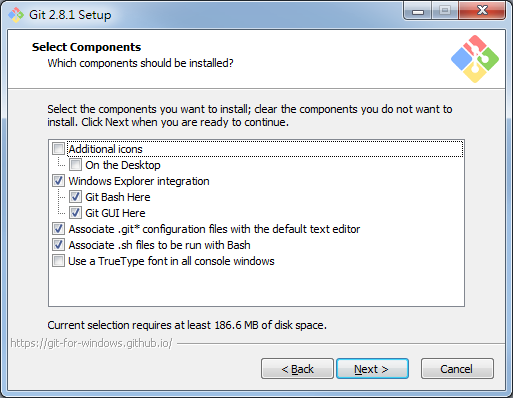 Git 2.8.1 Setup
Select Components
Which components should be installed?
Select the components you want to install; clear the components you do not want to
install. Click Next when you are ready to continue.
Additional icons
On the Desktop
Windows Explorer integration
Git Bash Here
Git GUI Here
Associate .git* configuration files with the default text editor
Associate .sh files to be run with Bash
Use a TrueType font in all console windows
Current selection requires at least 186.6 MB of disk space.
https://git-for-windows.github.io/
< Back Next > Cancel